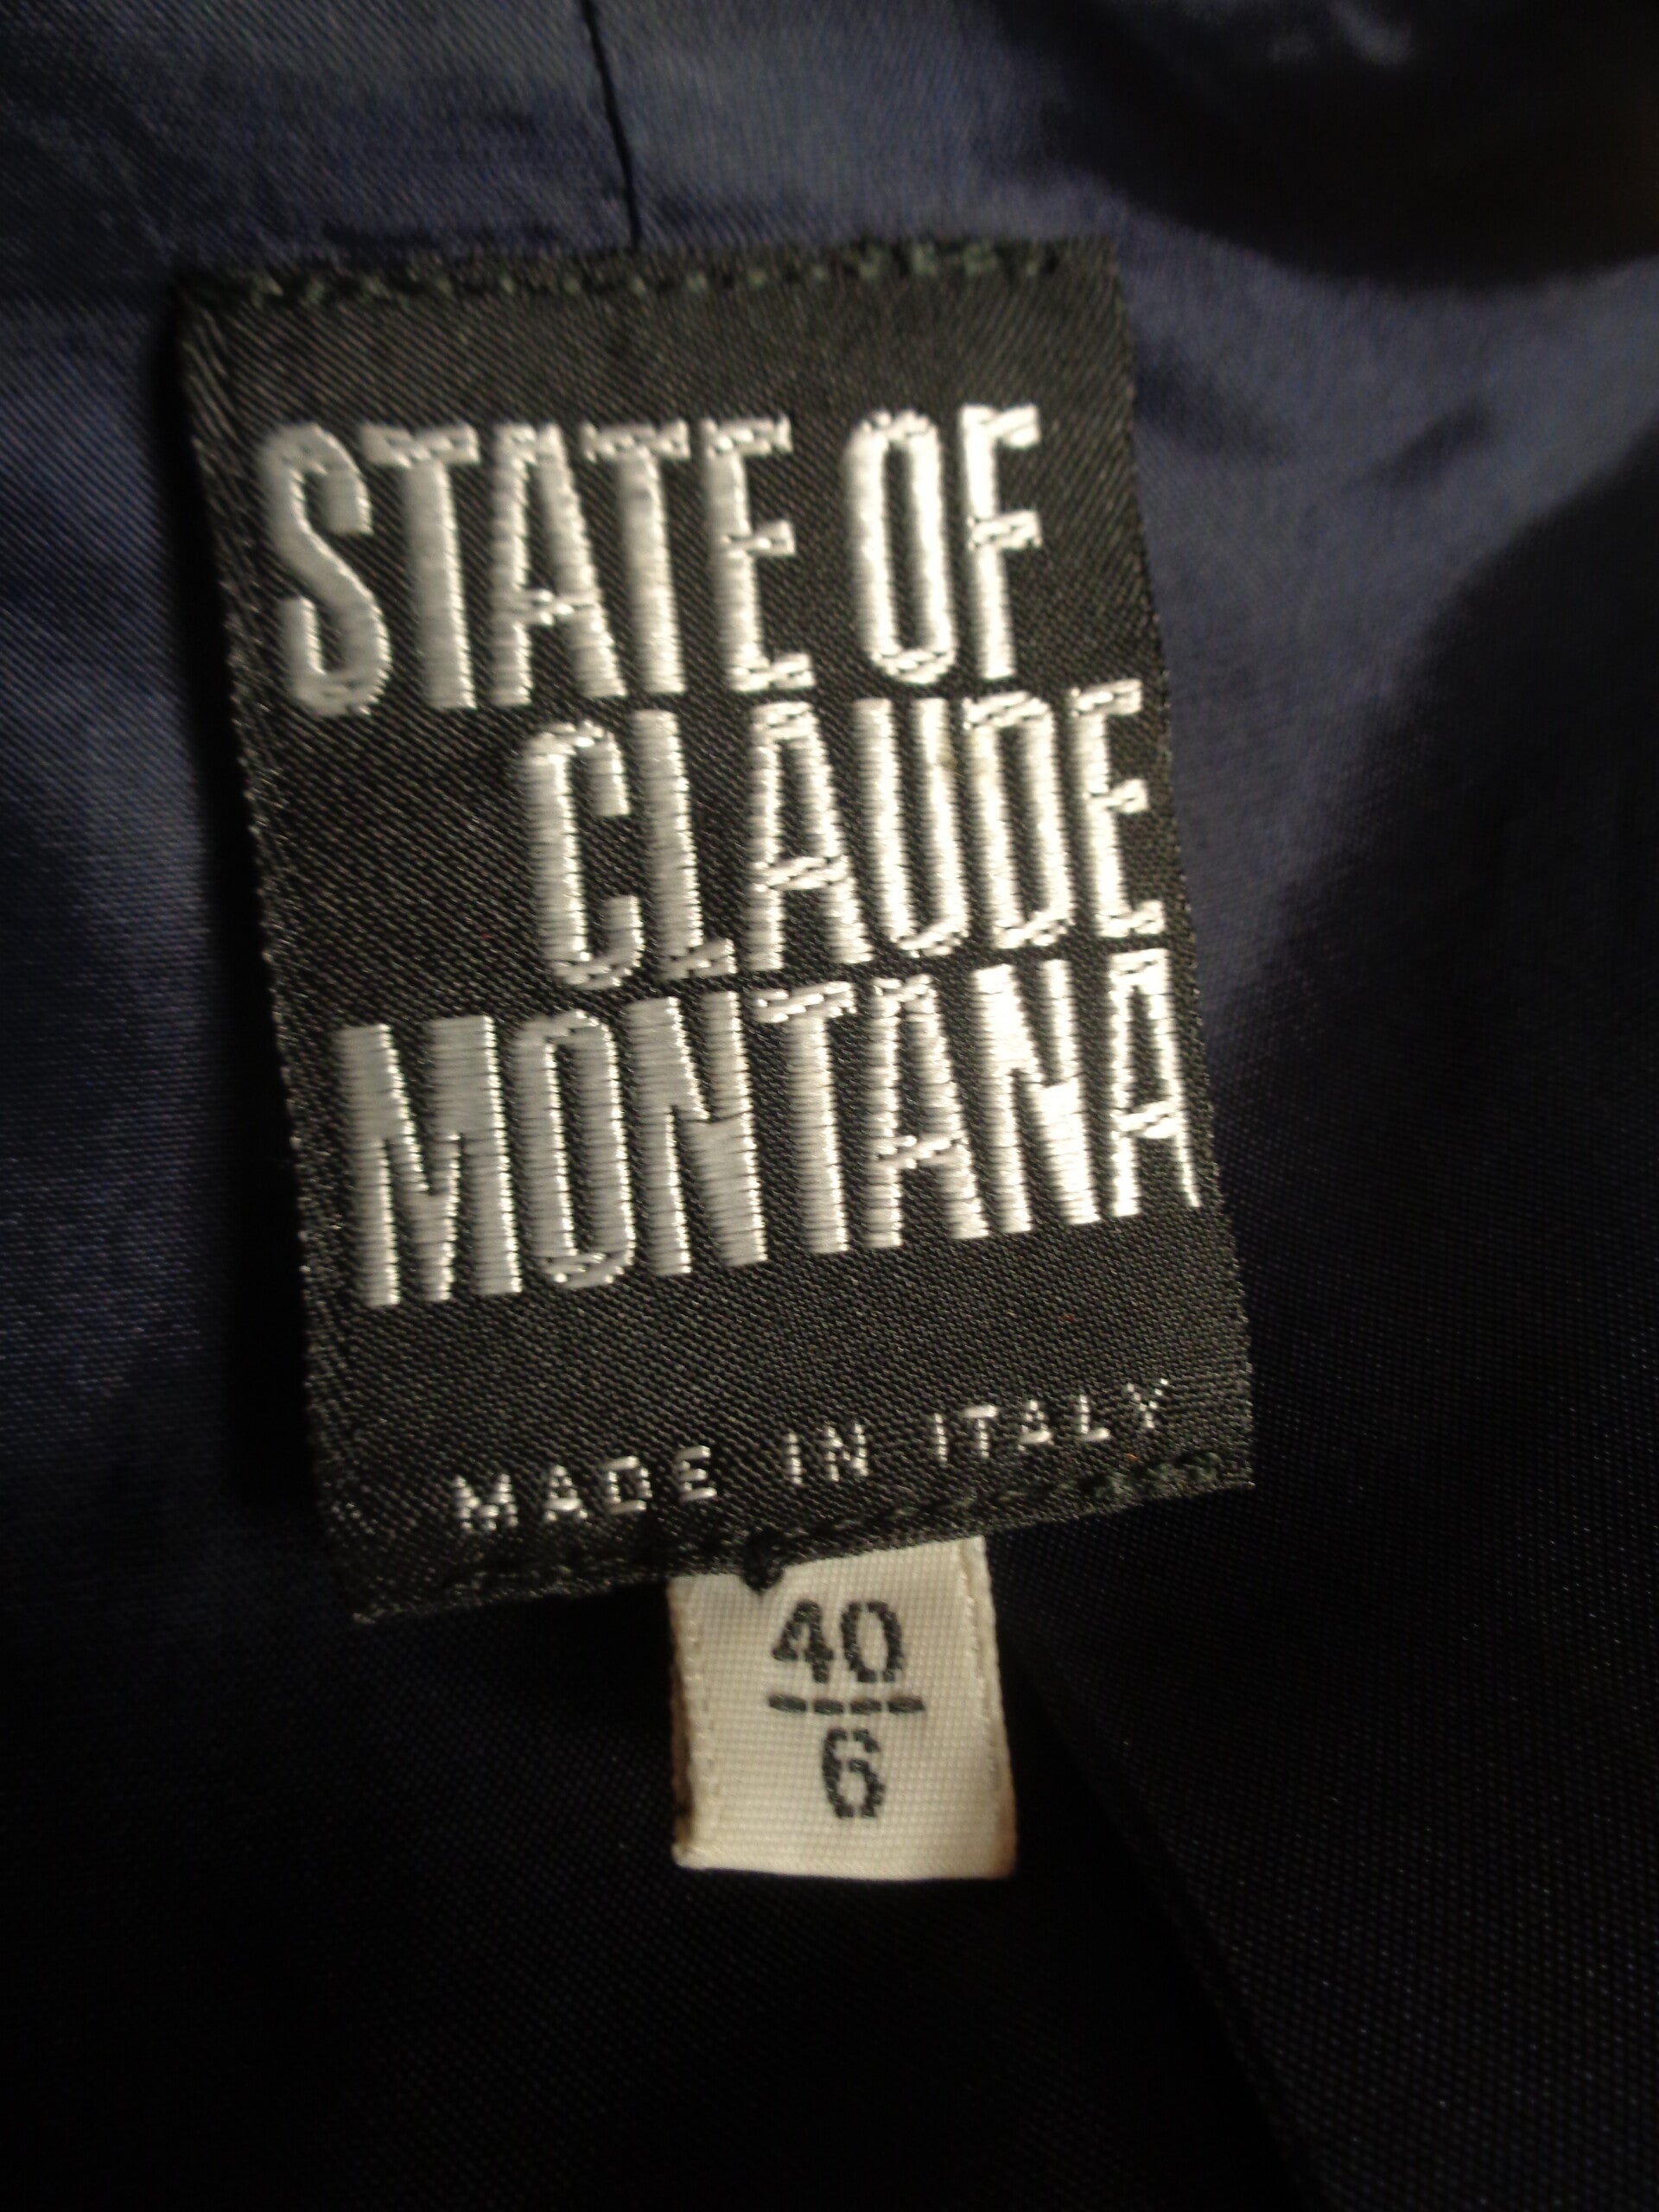 STATE OF
CLAUDE
MONTANA
MADE IN ITALY
40
6